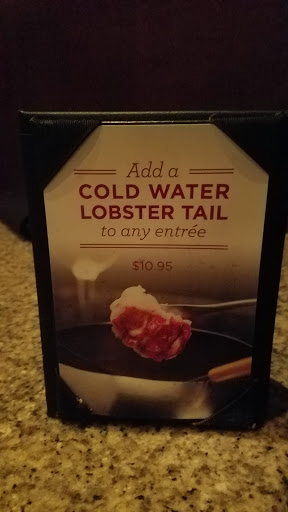 Add a
COLD WATER
LOBSTER TAIL
to any entrée
$10.95